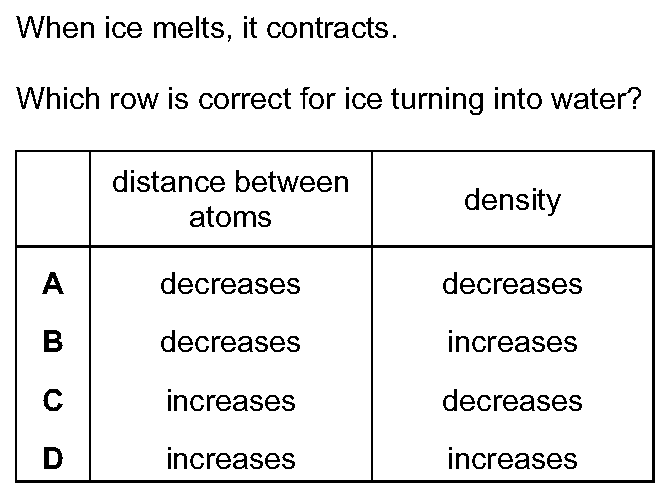 When ice melts, it contracts.
Which row is correct for ice turning into water?
distance between
atoms
density
A decreases decreases
B decreases increases
C increases decreases
D increases increases